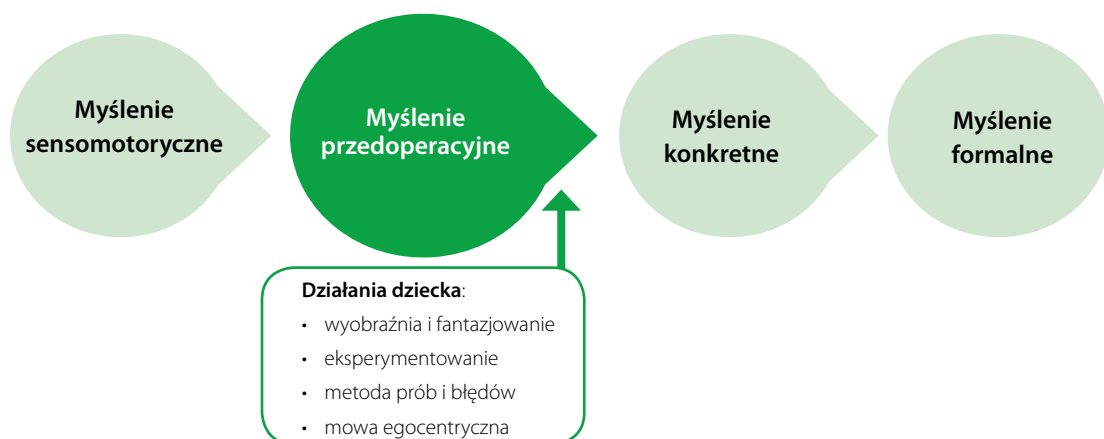 Myślenie
sensomotoryczne
Myślenie
przedoperacyjne
Myślenie
konkretne
Myślenie
formalne
Działania dziecka:
• wyobraźnia i fantazjowanie
• eksperymentowanie
• metoda prób i błędów
• mowa egocentryczna